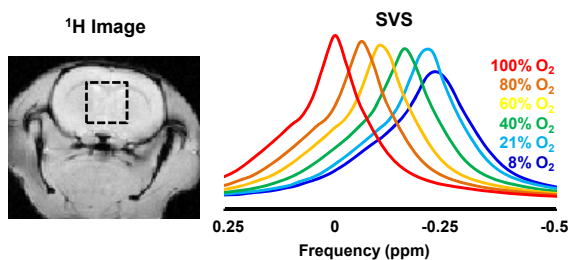 ¹H Image
SVS
100% O₂
80% O₂
60% O₂
40% O₂
21% O₂
8% O₂
0.25 0 -0.25 -0.5
Frequency (ppm)